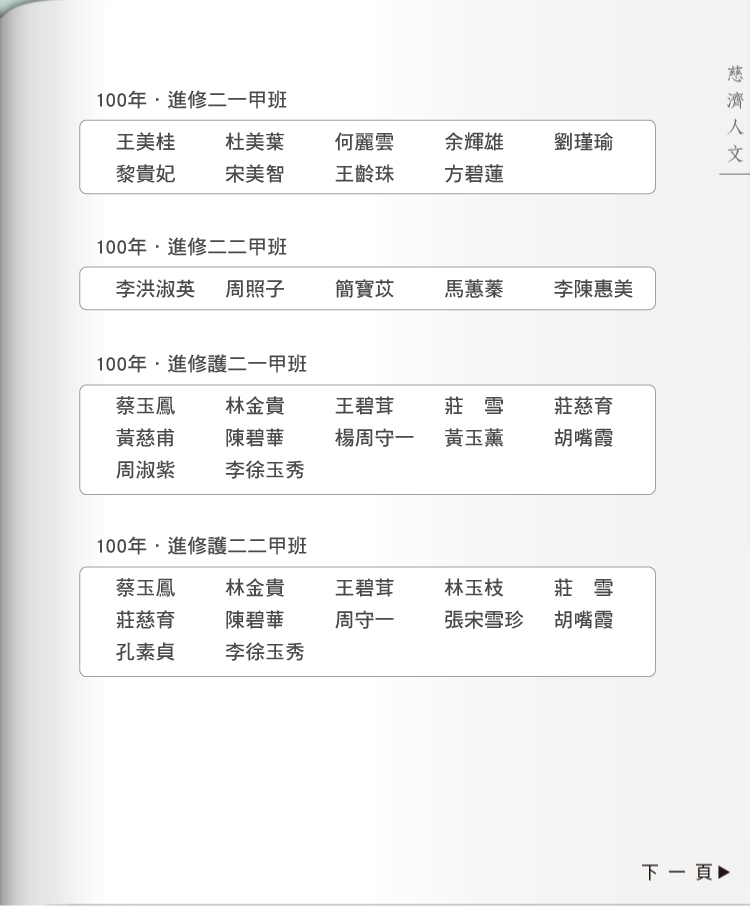 慈濟人文
100年．進修二一甲班
王美桂 杜美葉 何麗雲 余輝雄 劉瑾瑜
黎貴妃 宋美智 王齡珠 方碧蓮
100年．進修二二甲班
李洪淑英 周照子 簡寶苡 馬蕙蓁 李陳惠美
100年．進修護二一甲班
蔡玉鳳 林金貴 王碧茸 莊　雪 莊慈育
黃慈甫 陳碧華 楊周守一 黃玉薰 胡嘴霞
周淑紫 李徐玉秀
100年．進修護二二甲班
蔡玉鳳 林金貴 王碧茸 林玉枝 莊　雪
莊慈育 陳碧華 周守一 張宋雪珍 胡嘴霞
孔素貞 李徐玉秀
下一頁▶